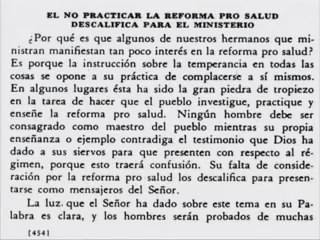 EL NO PRACTICAR LA REFORMA PRO SALUD
DESCALIFICA PARA EL MINISTERIO
¿Por qué es que algunos de nuestros hermanos que mi-
nistran manifiestan tan poco interés en la reforma pro salud?
Es porque la instrucción sobre la temperancia en todas las
cosas se opone a su práctica de complacerse a sí mismos.
En algunos lugares ésta ha sido la gran piedra de tropiezo
en la tarea de hacer que el pueblo investigue, practique y
enseñe la reforma pro salud. Ningún hombre debe ser
consagrado como maestro del pueblo mientras su propia
enseñanza o ejemplo contradiga el testimonio que Dios ha
dado a sus siervos para que presenten con respecto al ré-
gimen, porque esto traerá confusión. Su falta de conside-
ración por la reforma pro salud los descalifica para presen-
tarse como mensajeros del Señor.
La luz que el Señor ha dado sobre este tema en su Pa-
labra es clara, y los hombres serán probados de muchas
[454]